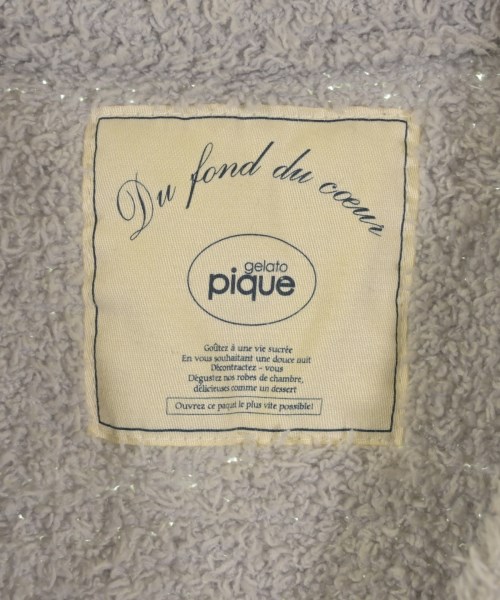 Du fond du cœur
gelato
pique
Goûtez à une vie sucrée
En vous souhaitant une douce nuit
Décontractez - vous
Dégustez nos robes de chambre,
délicieuses comme un dessert
Ouvrez ce paquet le plus vite possible!